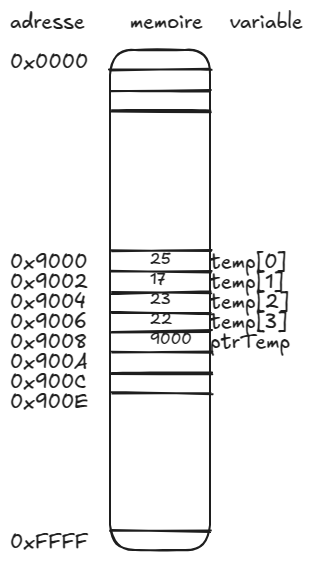 adresse memoire variable
0x0000
0x9000 25 temp[0]
0x9002 17 temp[1]
0x9004 23 temp[2]
0x9006 22 temp[3]
0x9008 9000 ptrTemp
0x900A
0x900C
0x900E
0xFFFF